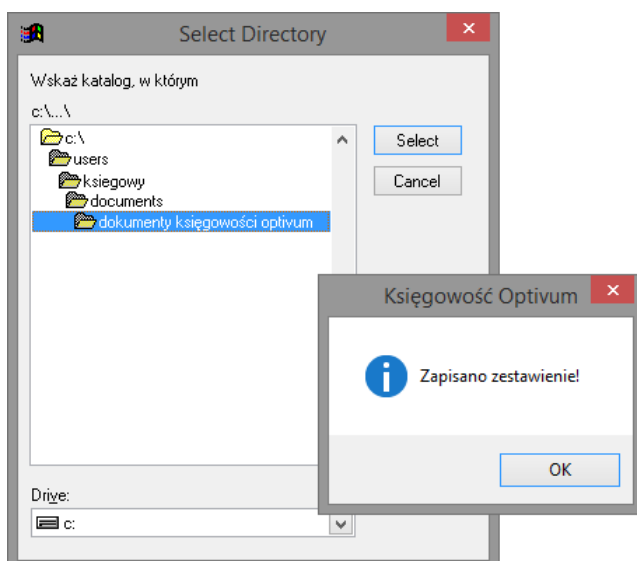 Select Directory
Wskaż katalog, w którym
c:\...\
c:\
users
ksiegowy
documents
dokumenty księgowości optivum
Select
Cancel
Księgowość Optivum
Zapisano zestawienie!
OK
Drive:
c: